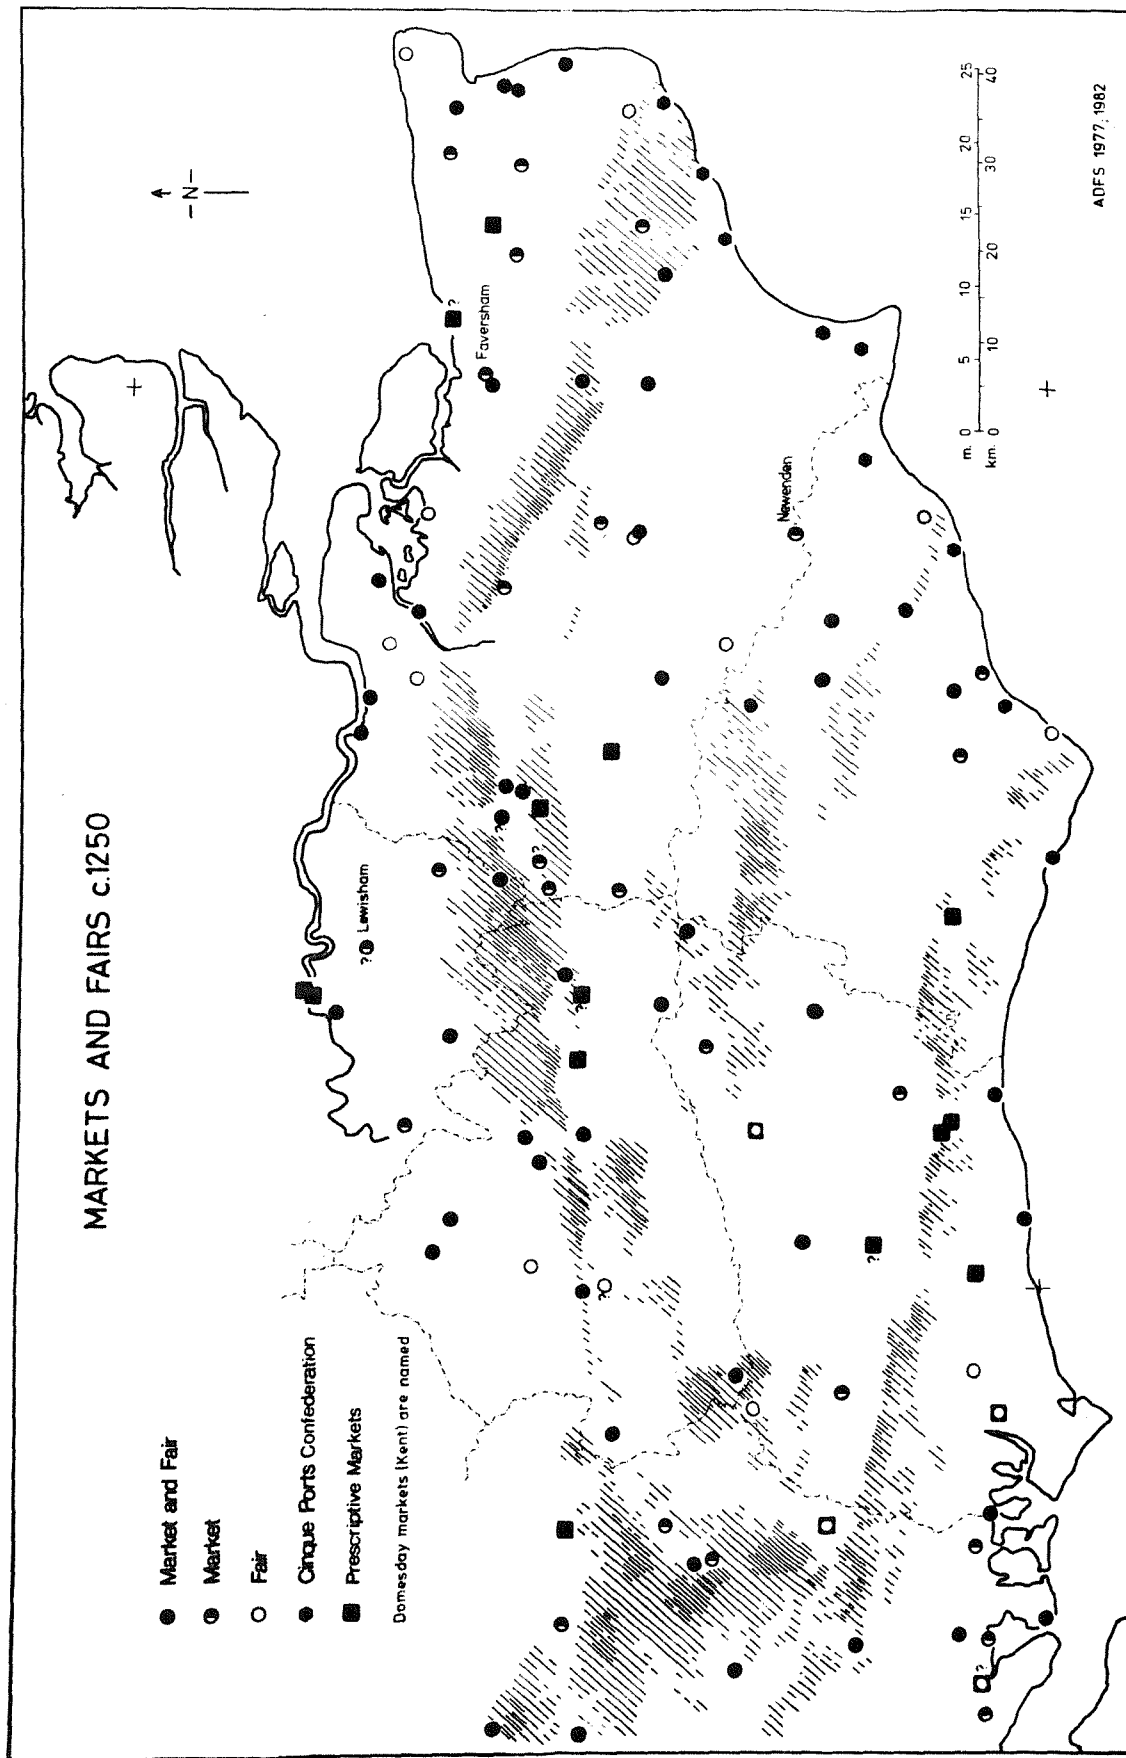 MARKETS AND FAIRS c.1250
Market and Fair
Market
Fair
Cinque Ports Confederation
Prescriptive Markets
Domesday markets (Kent) are named
-N-
?
Faversham
? Lewisham
?
?
?
?
?
Newenden
?
m. 0 5 10 15 20 25
km. 0 10 20 30 40
ADFS 1977, 1982